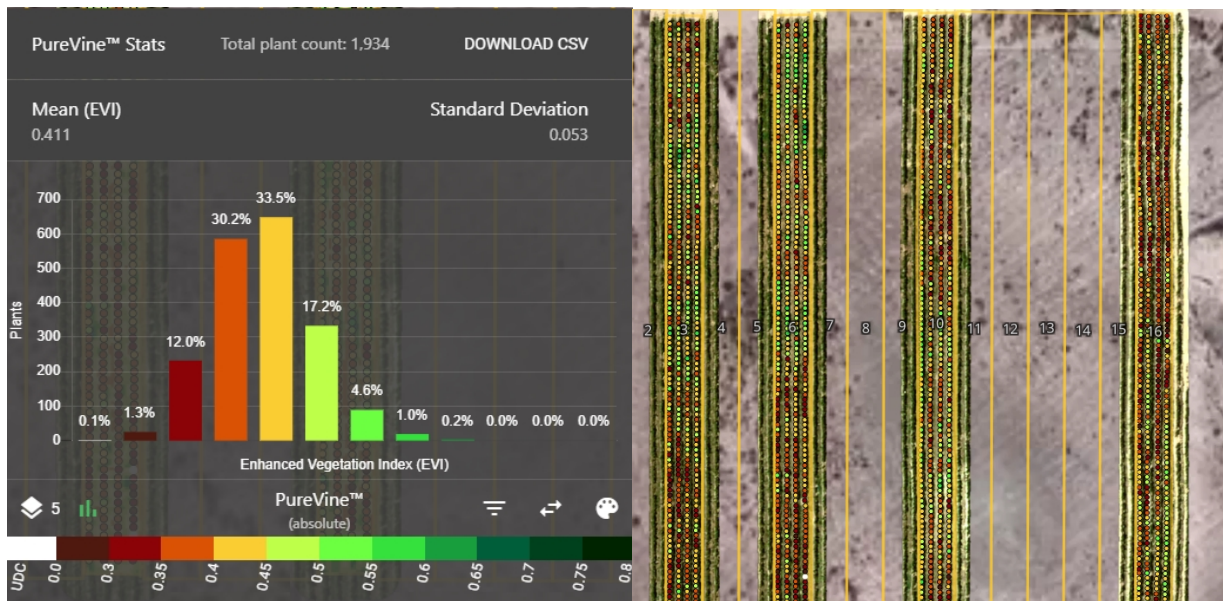 PureVine™ Stats Total plant count: 1,934 DOWNLOAD CSV
Mean (EVI) Standard Deviation
0.411 0.053
700
600
500
400
300
200
100
0
Plants
0.1% 1.3% 12.0% 30.2% 33.5% 17.2% 4.6% 1.0% 0.2% 0.0% 0.0% 0.0%
Enhanced Vegetation Index (EVI)
5 PureVine™
(absolute)
UDC 0.0 0.3 0.35 0.4 0.45 0.5 0.55 0.6 0.65 0.7 0.75 0.8
2 3 4 5 6 7 8 9 10 11 12 13 14 15 16